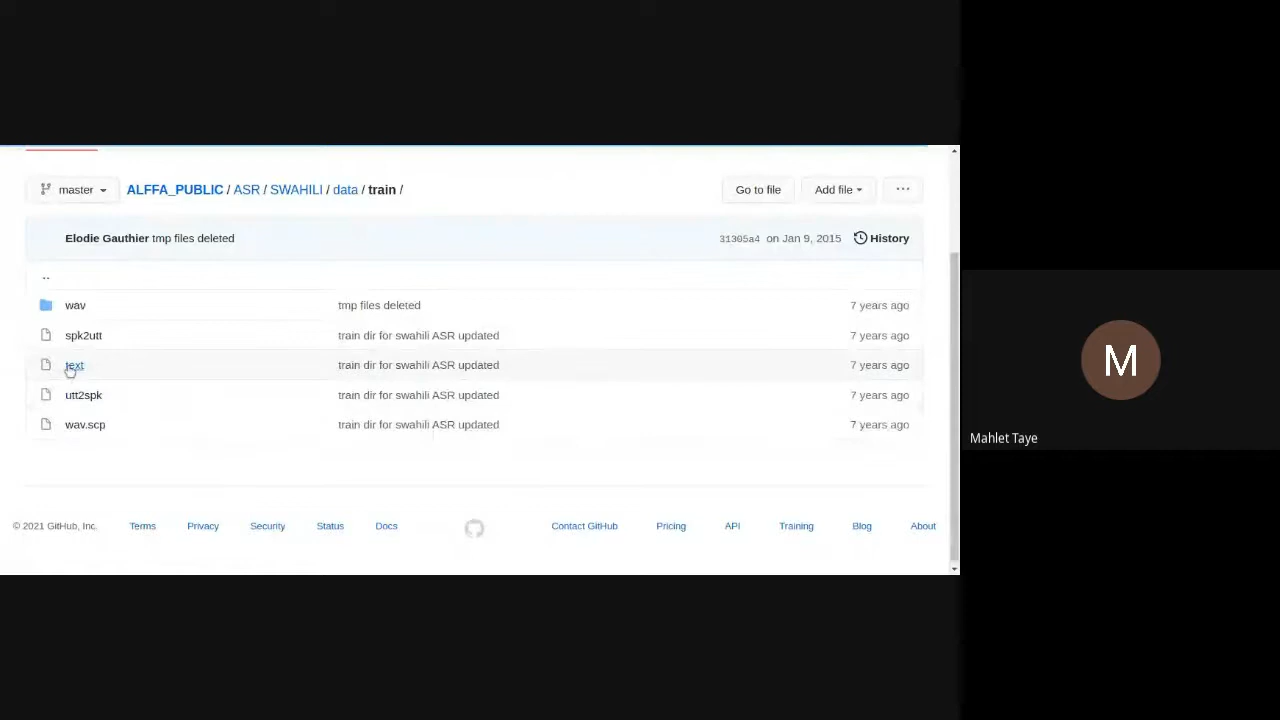 master ALFFA_PUBLIC / ASR / SWAHILI / data / train / Go to file Add file ...
Elodie Gauthier tmp files deleted 31305a4 on Jan 9, 2015 History
..
wav tmp files deleted 7 years ago
spk2utt train dir for swahili ASR updated 7 years ago
text train dir for swahili ASR updated 7 years ago
utt2spk train dir for swahili ASR updated 7 years ago
wav.scp train dir for swahili ASR updated 7 years ago
© 2021 GitHub, Inc. Terms Privacy Security Status Docs Contact GitHub Pricing API Training Blog About
M
Mahlet Taye